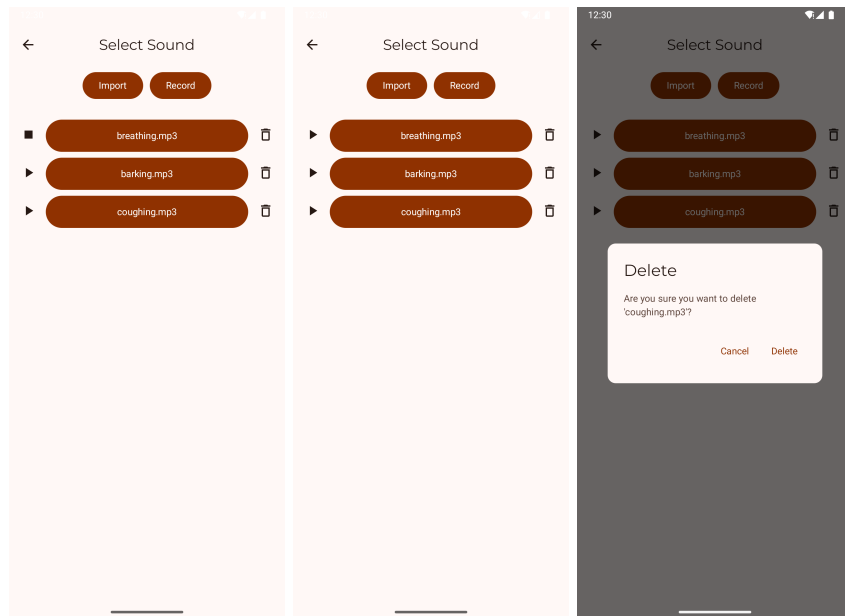 Select Sound
Import Record
breathing.mp3
barking.mp3
coughing.mp3
Select Sound
Import Record
breathing.mp3
barking.mp3
coughing.mp3
12:30
Select Sound
Import Record
breathing.mp3
barking.mp3
coughing.mp3
Delete
Are you sure you want to delete
'coughing.mp3'?
Cancel Delete